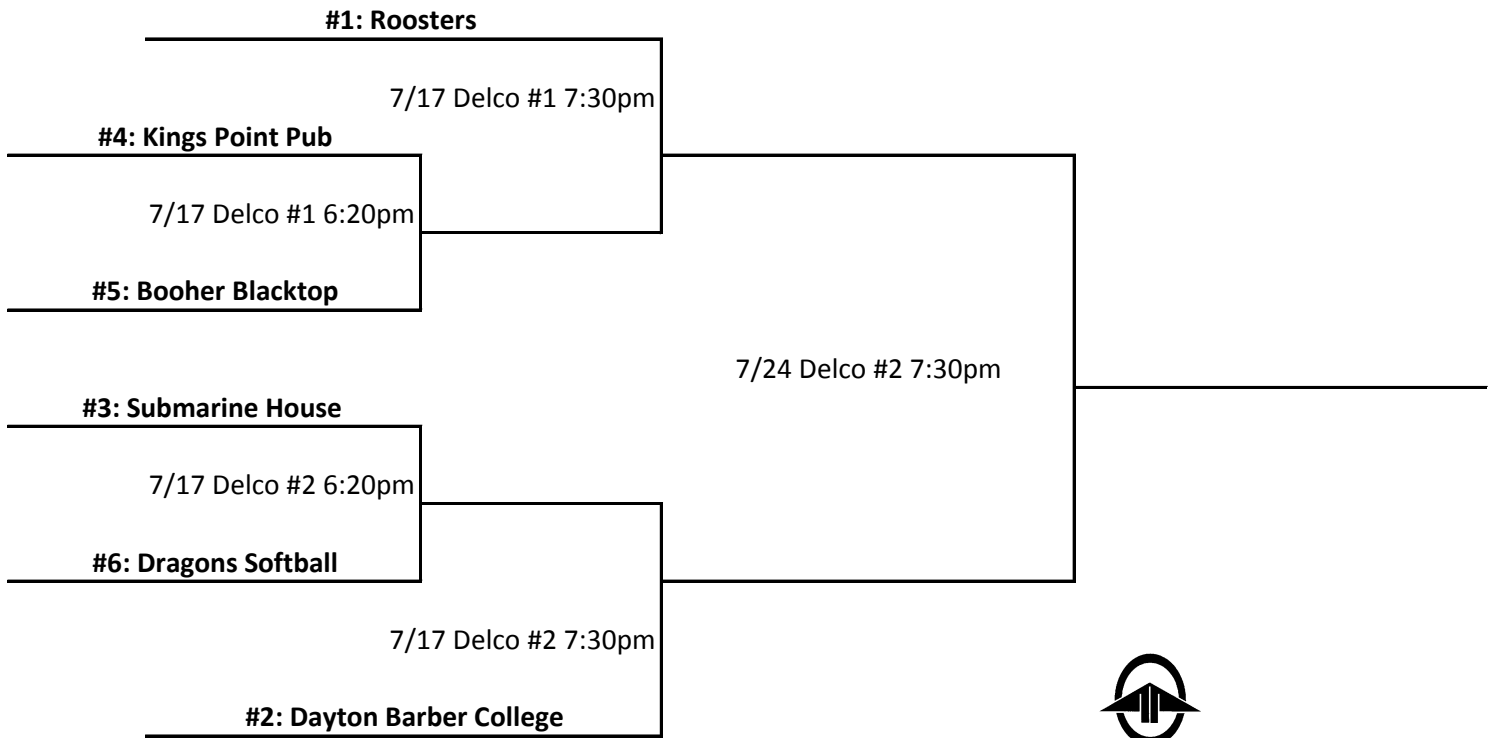 #1: Roosters
7/17 Delco #1 7:30pm
#4: Kings Point Pub
7/17 Delco #1 6:20pm
#5: Booher Blacktop
7/24 Delco #2 7:30pm
#3: Submarine House
7/17 Delco #2 6:20pm
#6: Dragons Softball
7/17 Delco #2 7:30pm
#2: Dayton Barber College